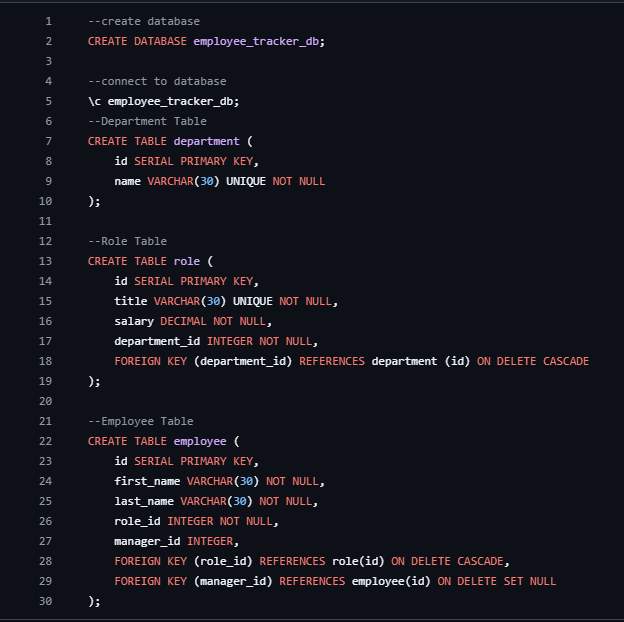 1 --create database
2 CREATE DATABASE employee_tracker_db;
3
4 --connect to database
5 \c employee_tracker_db;
6 --Department Table
7 CREATE TABLE department (
8     id SERIAL PRIMARY KEY,
9     name VARCHAR(30) UNIQUE NOT NULL
10 );
11
12 --Role Table
13 CREATE TABLE role (
14     id SERIAL PRIMARY KEY,
15     title VARCHAR(30) UNIQUE NOT NULL,
16     salary DECIMAL NOT NULL,
17     department_id INTEGER NOT NULL,
18     FOREIGN KEY (department_id) REFERENCES department (id) ON DELETE CASCADE
19 );
20
21 --Employee Table
22 CREATE TABLE employee (
23     id SERIAL PRIMARY KEY,
24     first_name VARCHAR(30) NOT NULL,
25     last_name VARCHAR(30) NOT NULL,
26     role_id INTEGER NOT NULL,
27     manager_id INTEGER,
28     FOREIGN KEY (role_id) REFERENCES role(id) ON DELETE CASCADE,
29     FOREIGN KEY (manager_id) REFERENCES employee(id) ON DELETE SET NULL
30 );